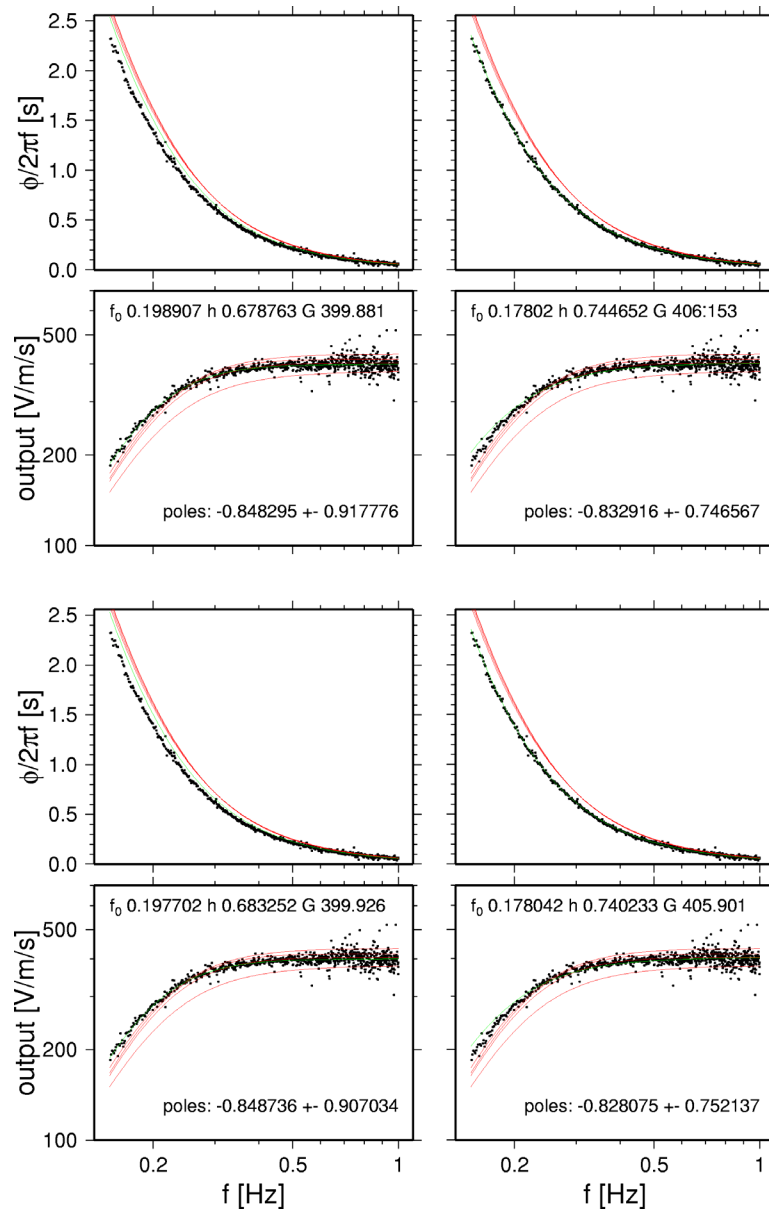 2.5
2.0
1.5
1.0
0.5
0.0
ϕ/2πf [s]
f0 0.198907 h 0.678763 G 399.881
f0 0.17802 h 0.744652 G 406.153
500
200
100
output [V/m/s]
poles: -0.848295 +- 0.917776
poles: -0.832916 +- 0.746567
2.5
2.0
1.5
1.0
0.5
0.0
ϕ/2πf [s]
f0 0.197702 h 0.683252 G 399.926
f0 0.178042 h 0.740233 G 405.901
500
200
100
output [V/m/s]
poles: -0.848736 +- 0.907034
poles: -0.828075 +- 0.752137
0.2 0.5 1
0.2 0.5 1
f [Hz]
f [Hz]